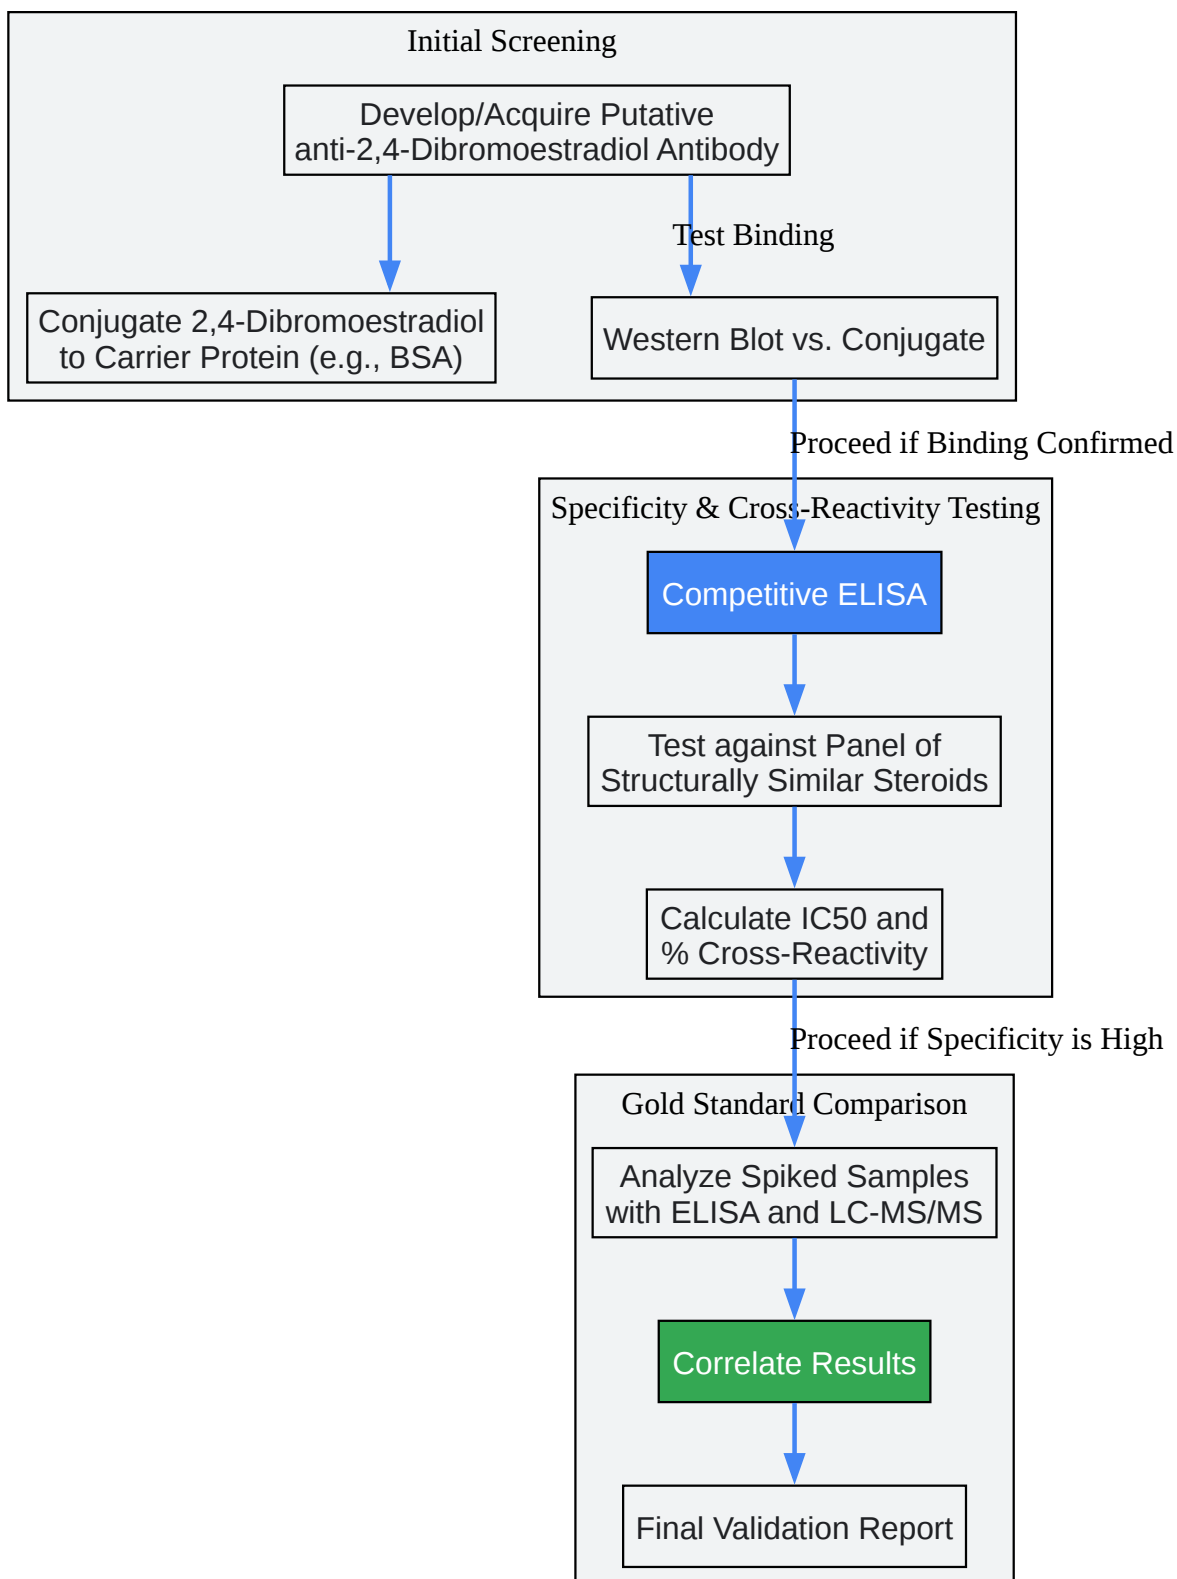 Initial Screening
Develop/Acquire Putative
anti-2,4-Dibromoestradiol Antibody
Test Binding
Conjugate 2,4-Dibromoestradiol
to Carrier Protein (e.g., BSA)
Western Blot vs. Conjugate
Proceed if Binding Confirmed
Specificity & Cross-Reactivity Testing
Competitive ELISA
Test against Panel of
Structurally Similar Steroids
Calculate IC50 and
% Cross-Reactivity
Proceed if Specificity is High
Gold Standard Comparison
Analyze Spiked Samples
with ELISA and LC-MS/MS
Correlate Results
Final Validation Report